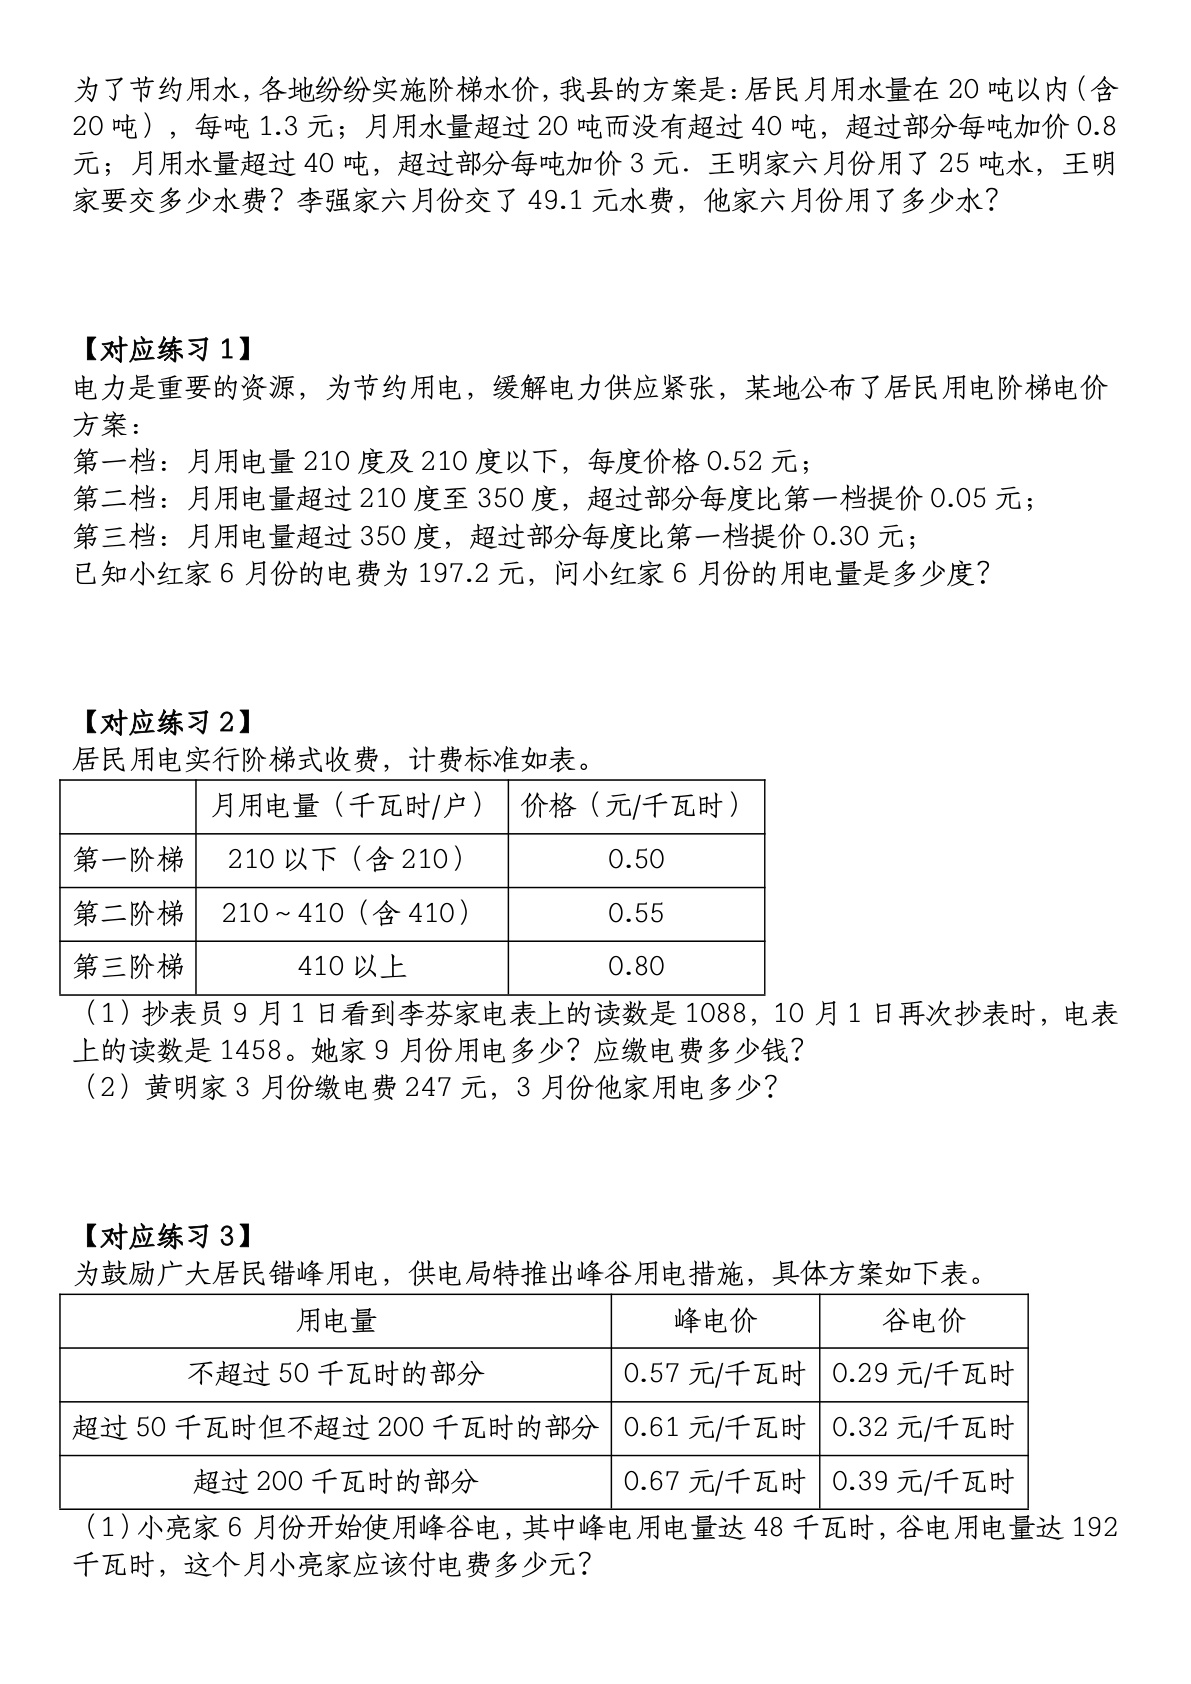 为了节约用水，各地纷纷实施阶梯水价，我县的方案是：居民月用水量在 20 吨以内（含
20 吨），每吨 1.3 元；月用水量超过 20 吨而没有超过 40 吨，超过部分每吨加价 0.8
元；月用水量超过 40 吨，超过部分每吨加价 3 元．王明家六月份用了 25 吨水，王明
家要交多少水费？李强家六月份交了 49.1 元水费，他家六月份用了多少水？
【对应练习 1】
电力是重要的资源，为节约用电，缓解电力供应紧张，某地公布了居民用电阶梯电价
方案：
第一档：月用电量 210 度及 210 度以下，每度价格 0.52 元；
第二档：月用电量超过 210 度至 350 度，超过部分每度比第一档提价 0.05 元；
第三档：月用电量超过 350 度，超过部分每度比第一档提价 0.30 元；
已知小红家 6 月份的电费为 197.2 元，问小红家 6 月份的用电量是多少度？
【对应练习 2】
居民用电实行阶梯式收费，计费标准如表。
月用电量（千瓦时/户） 价格（元/千瓦时）
第一阶梯 210 以下（含 210） 0.50
第二阶梯 210～410（含 410） 0.55
第三阶梯 410 以上 0.80
（1）抄表员 9 月 1 日看到李芬家电表上的读数是 1088，10 月 1 日再次抄表时，电表
上的读数是 1458。她家 9 月份用电多少？应缴电费多少钱？
（2）黄明家 3 月份缴电费 247 元，3 月份他家用电多少？
【对应练习 3】
为鼓励广大居民错峰用电，供电局特推出峰谷用电措施，具体方案如下表。
用电量 峰电价 谷电价
不超过 50 千瓦时的部分 0.57 元/千瓦时 0.29 元/千瓦时
超过 50 千瓦时但不超过 200 千瓦时的部分 0.61 元/千瓦时 0.32 元/千瓦时
超过 200 千瓦时的部分 0.67 元/千瓦时 0.39 元/千瓦时
（1）小亮家 6 月份开始使用峰谷电，其中峰电用电量达 48 千瓦时，谷电用电量达 192
千瓦时，这个月小亮家应该付电费多少元？